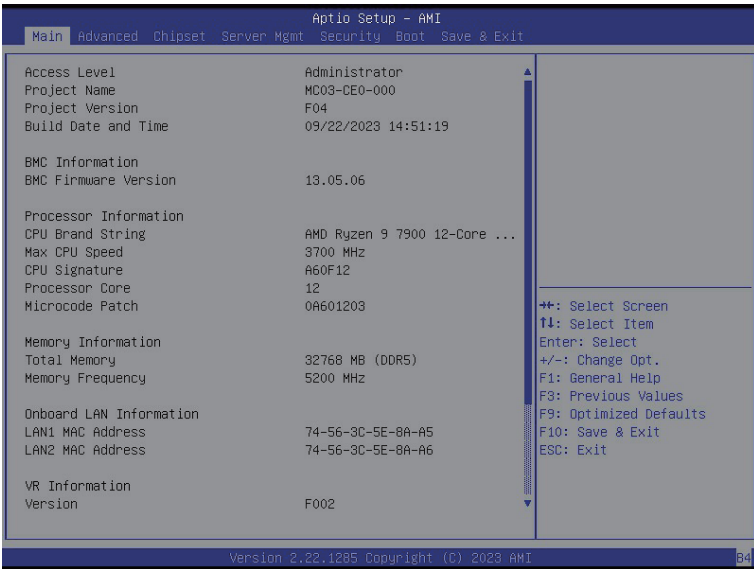 Aptio Setup – AMI
Main Advanced Chipset Server Mgmt Security Boot Save & Exit
Access Level Administrator
Project Name MC03-CE0-000
Project Version F04
Build Date and Time 09/22/2023 14:51:19
BMC Information
BMC Firmware Version 13.05.06
Processor Information
CPU Brand String AMD Ryzen 9 7900 12-Core ...
Max CPU Speed 3700 MHz
CPU Signature A60F12
Processor Core 12
Microcode Patch 0A601203
Memory Information
Total Memory 32768 MB (DDR5)
Memory Frequency 5200 MHz
Onboard LAN Information
LAN1 MAC Address 74-56-3C-5E-8A-A5
LAN2 MAC Address 74-56-3C-5E-8A-A6
VR Information
Version F002
→←: Select Screen
↑↓: Select Item
Enter: Select
+/-: Change Opt.
F1: General Help
F3: Previous Values
F9: Optimized Defaults
F10: Save & Exit
ESC: Exit
Version 2.22.1285 Copyright (C) 2023 AMI
B4